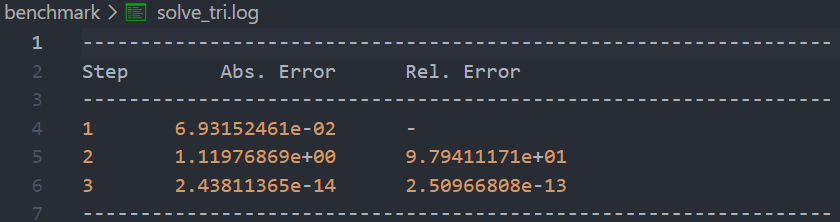 benchmark > solve_tri.log
1 -----------------------------------------------------------------
2 Step        Abs. Error      Rel. Error
3 -----------------------------------------------------------------
4 1       6.93152461e-02      -
5 2       1.11976869e+00      9.79411171e+01
6 3       2.43811365e-14      2.50966808e-13
7 -----------------------------------------------------------------